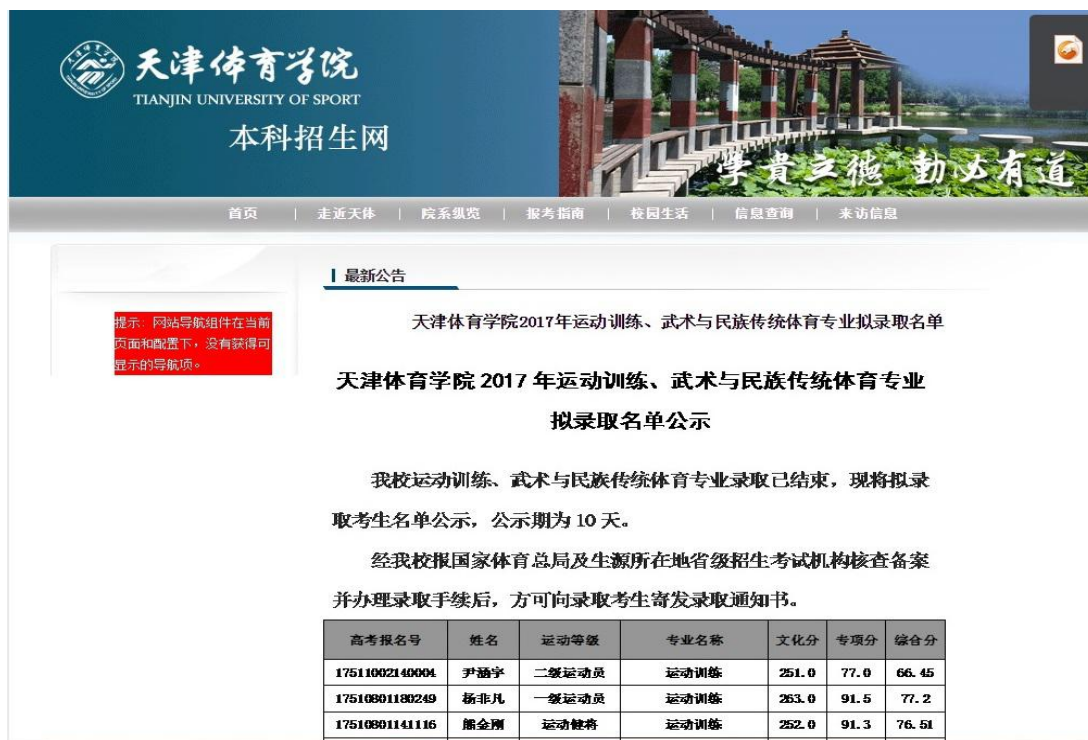 天津体育学院
TIANJIN UNIVERSITY OF SPORT
本科招生网
學貴立德 勤必有道
首页 | 走近天体 | 院系纵览 | 报考指南 | 校园生活 | 信息查询 | 来访信息
最新公告
提示：网站导航组件在当前
页面和配置下，没有获得可
显示的导航项。
天津体育学院2017年运动训练、武术与民族传统体育专业拟录取名单
天津体育学院 2017 年运动训练、武术与民族传统体育专业
拟录取名单公示
我校运动训练、武术与民族传统体育专业录取已结束，现将拟录
取考生名单公示，公示期为 10 天。
经我校报国家体育总局及生源所在地省级招生考试机构核查备案
并办理录取手续后，方可向录取考生寄发录取通知书。
高考报名号 姓名 运动等级 专业名称 文化分 专项分 综合分
17511002140004 尹涵宇 二级运动员 运动训练 251.0 77.0 66.45
17510801180249 杨非凡 一级运动员 运动训练 263.0 91.5 77.2
17510801141116 熊金刚 运动健将 运动训练 252.0 91.3 76.51